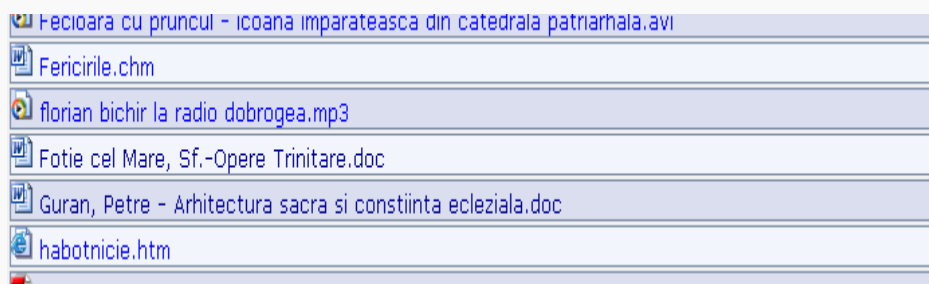 Fecioara cu pruncul - icoana imparateasca din catedrala patriarhala.avi
Fericirile.chm
florian bichir la radio dobrogea.mp3
Fotie cel Mare, Sf.-Opere Trinitare.doc
Guran, Petre - Arhitectura sacra si constiinta ecleziala.doc
habotnicie.htm